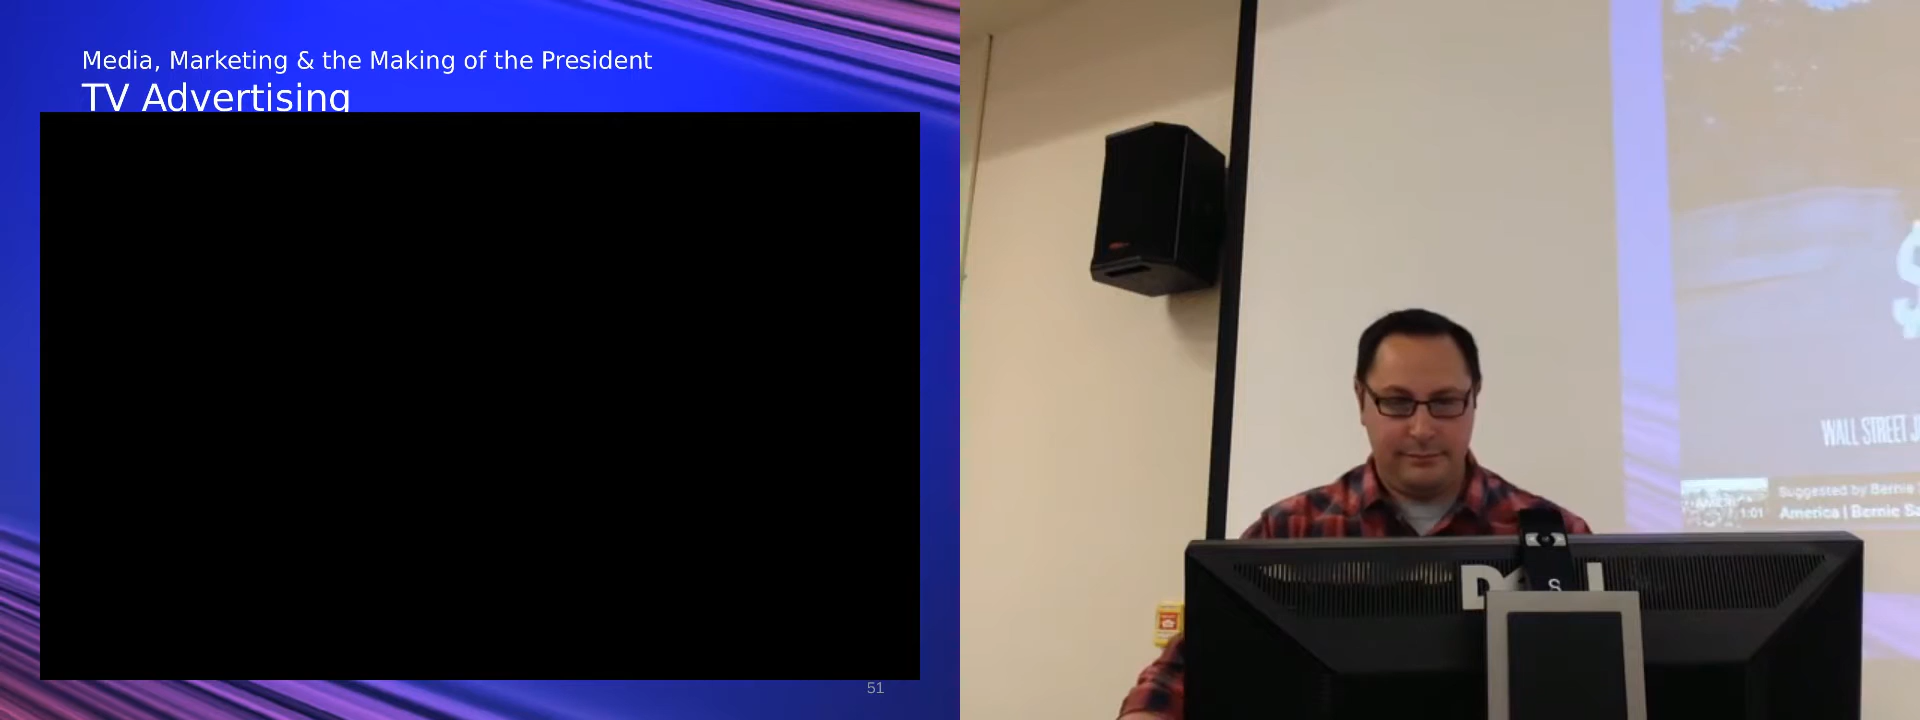 Media, Marketing & the Making of the President
TV Advertising
51
$
WALL STREET J
1:01
Suggested by Bernie
America | Bernie Sa
DELL
S